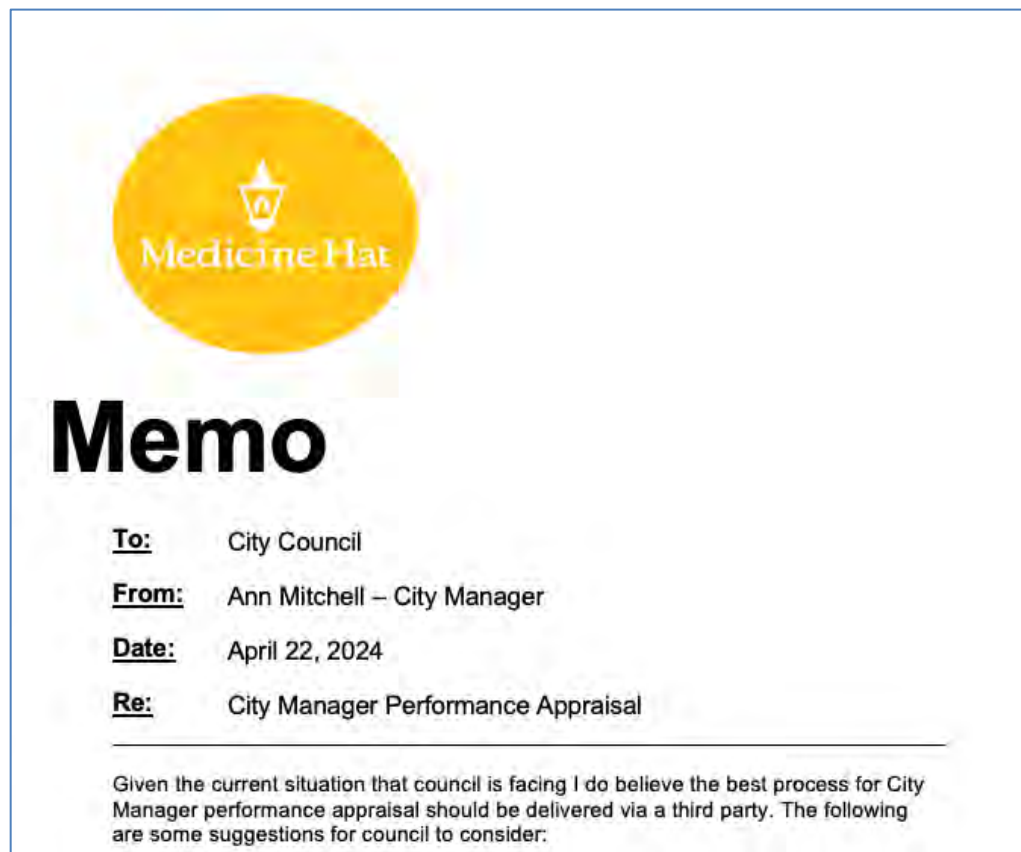 Medicine Hat
Memo
To: City Council
From: Ann Mitchell – City Manager
Date: April 22, 2024
Re: City Manager Performance Appraisal
Given the current situation that council is facing I do believe the best process for City
Manager performance appraisal should be delivered via a third party. The following
are some suggestions for council to consider: